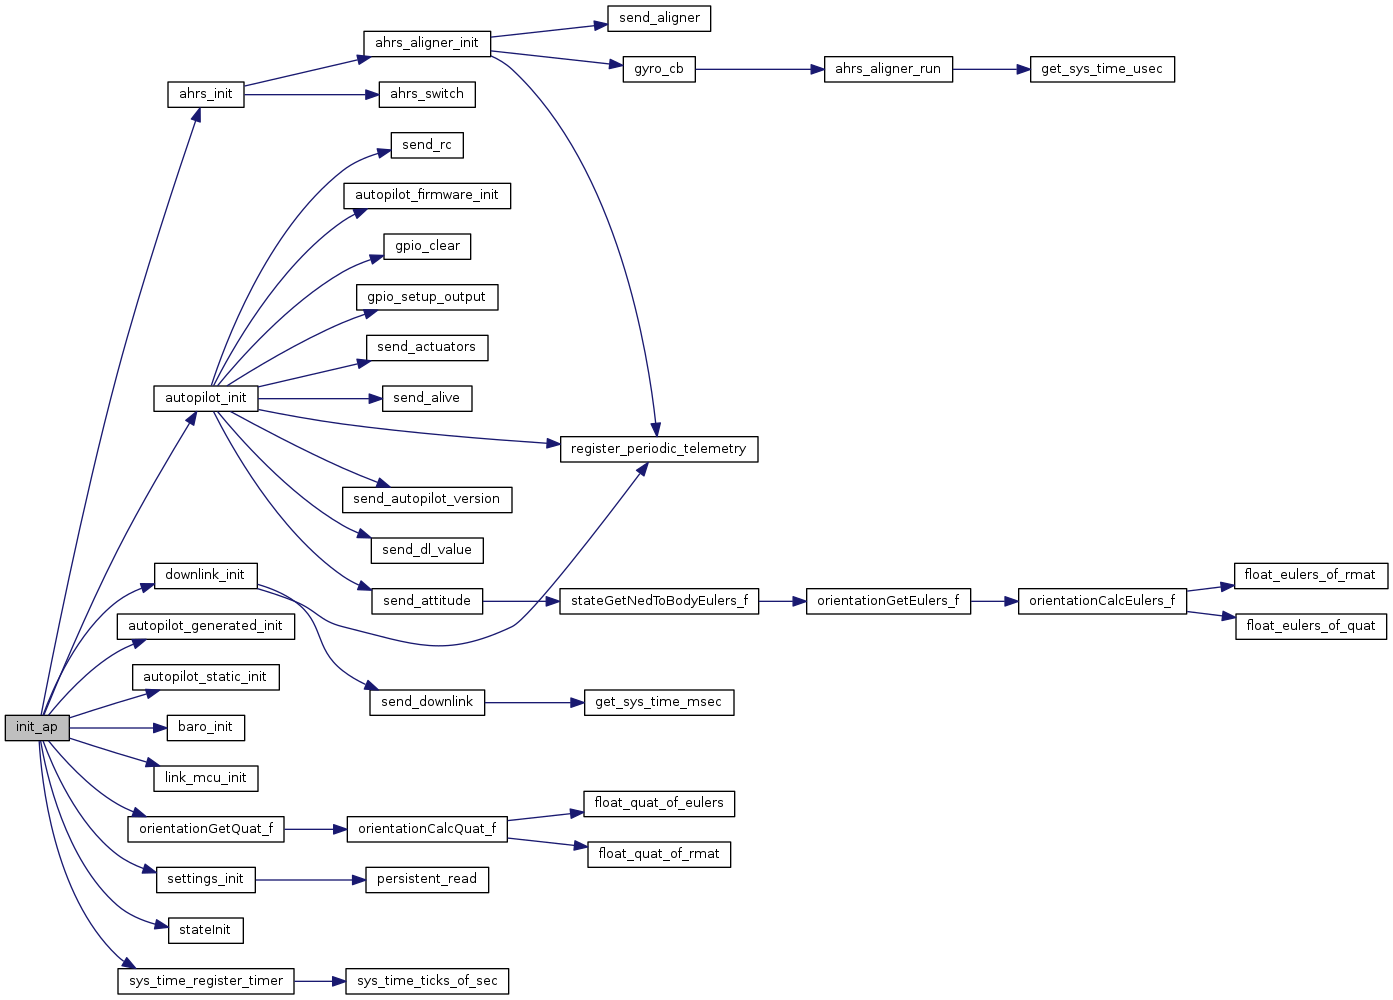 send_aligner
ahrs_aligner_init
gyro_cb
ahrs_aligner_run
get_sys_time_usec
ahrs_init
ahrs_switch
send_rc
autopilot_firmware_init
gpio_clear
gpio_setup_output
send_actuators
autopilot_init
send_alive
register_periodic_telemetry
send_autopilot_version
send_dl_value
downlink_init
float_eulers_of_rmat
send_attitude
stateGetNedToBodyEulers_f
orientationGetEulers_f
orientationCalcEulers_f
autopilot_generated_init
float_eulers_of_quat
autopilot_static_init
send_downlink
get_sys_time_msec
init_ap
baro_init
link_mcu_init
float_quat_of_eulers
orientationGetQuat_f
orientationCalcQuat_f
float_quat_of_rmat
settings_init
persistent_read
stateInit
sys_time_register_timer
sys_time_ticks_of_sec